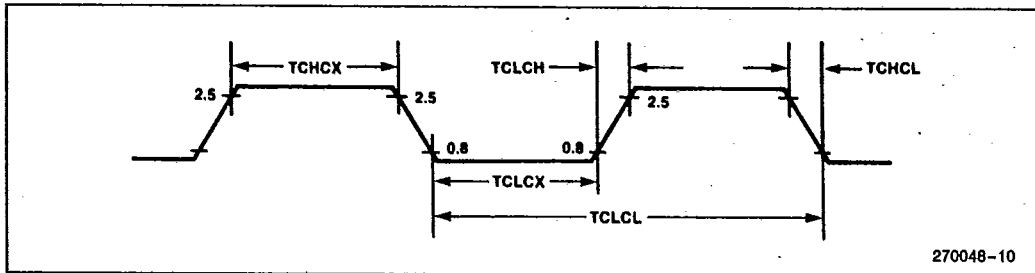 TCHCX
TCLCH
TCHCL
2.5
2.5
2.5
0.8
0.8
TCLCX
TCLCL
270048-10